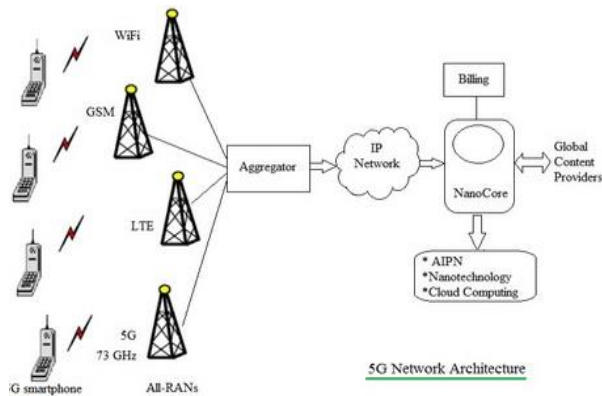 WiFi
GSM
LTE
5G
73 GHz
G smartphone
All-RANs
Aggregator
IP
Network
Billing
NanoCore
Global
Content
Providers
* AIPN
*Nanotechnology
*Cloud Computing
5G Network Architecture